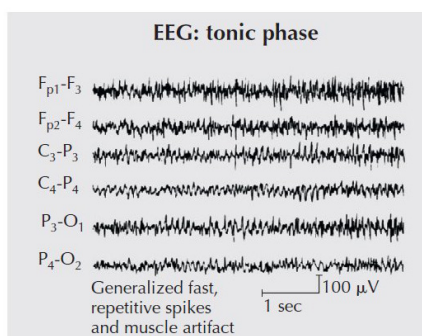 EEG: tonic phase
Fp1-F3
Fp2-F4
C3-P3
C4-P4
P3-O1
P4-O2
Generalized fast,
repetitive spikes
and muscle artifact
100 μV
1 sec